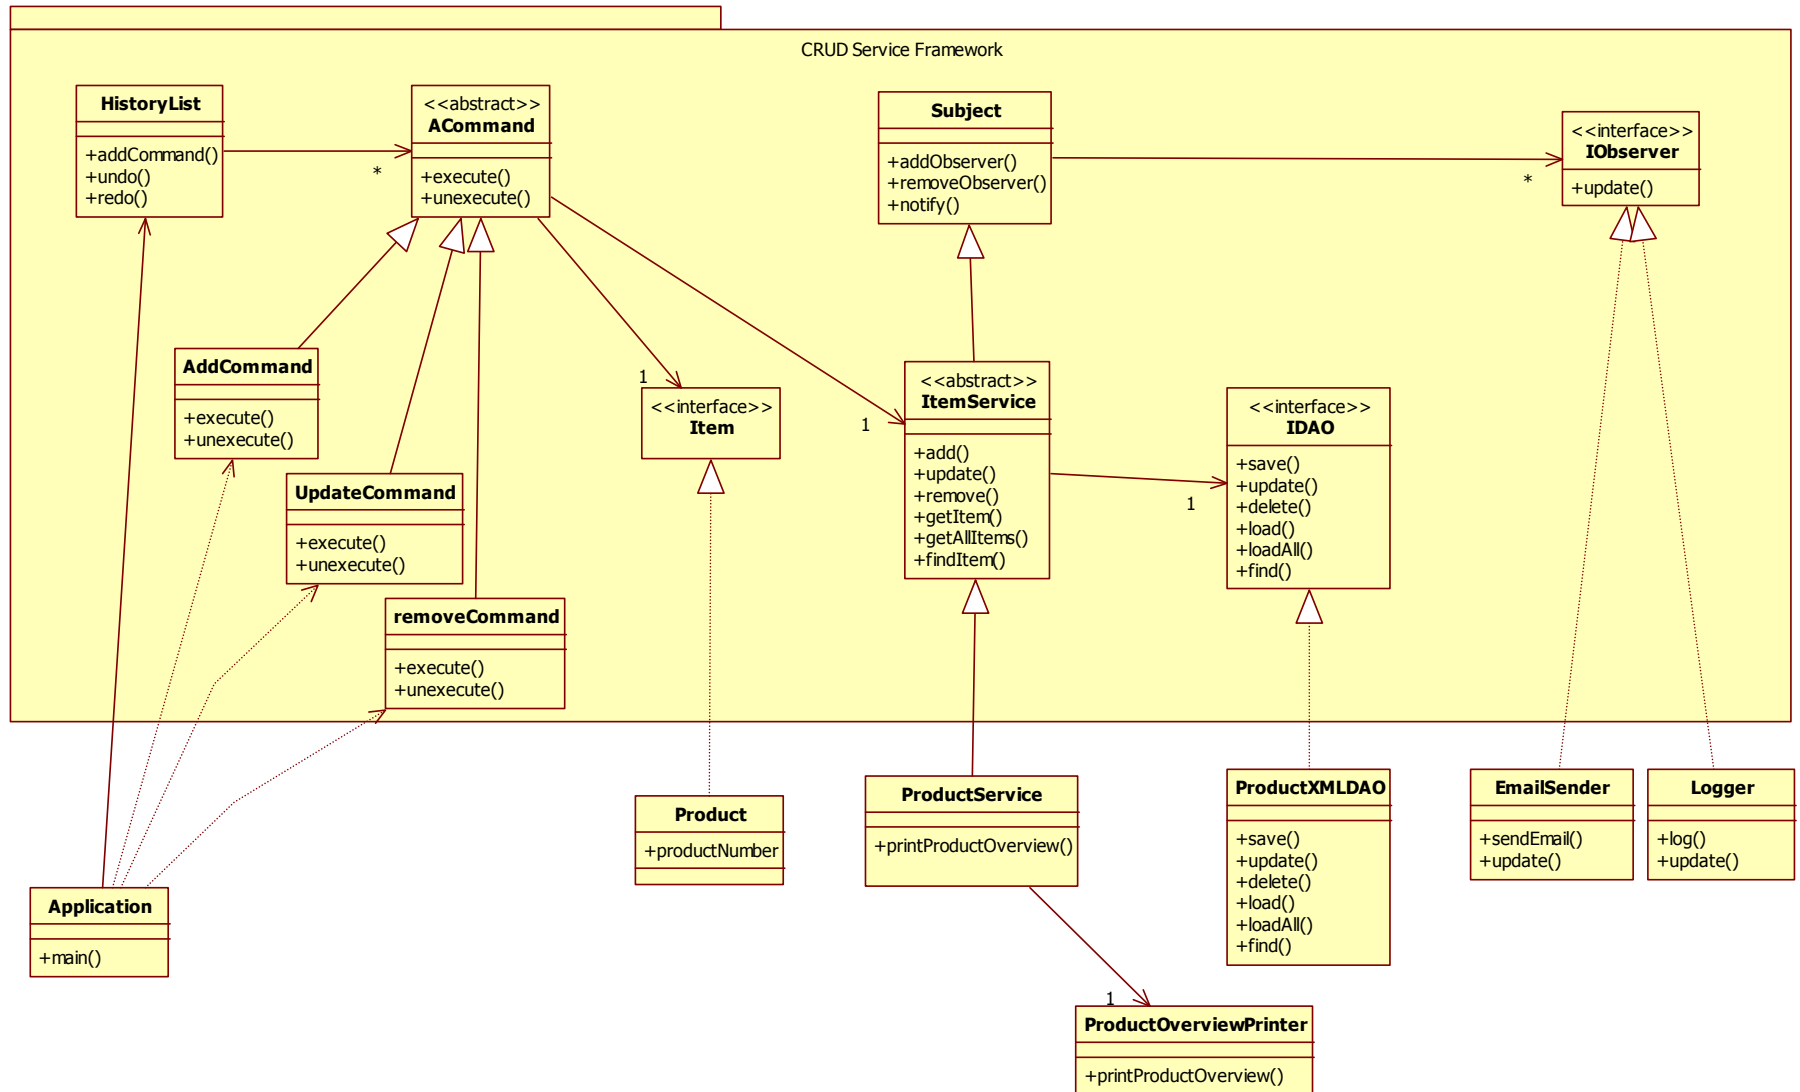 CRUD Service Framework
HistoryList
+addCommand()
+undo()
+redo()
*
<<abstract>>
ACommand
+execute()
+unexecute()
Subject
+addObserver()
+removeObserver()
+notify()
*
<<interface>>
IObserver
+update()
AddCommand
+execute()
+unexecute()
UpdateCommand
+execute()
+unexecute()
removeCommand
+execute()
+unexecute()
1
<<interface>>
Item
1
<<abstract>>
ItemService
+add()
+update()
+remove()
+getItem()
+getAllItems()
+findItem()
1
<<interface>>
IDAO
+save()
+update()
+delete()
+load()
+loadAll()
+find()
Application
+main()
Product
+productNumber
ProductService
+printProductOverview()
ProductXMLDAO
+save()
+update()
+delete()
+load()
+loadAll()
+find()
EmailSender
+sendEmail()
+update()
Logger
+log()
+update()
1
ProductOverviewPrinter
+printProductOverview()